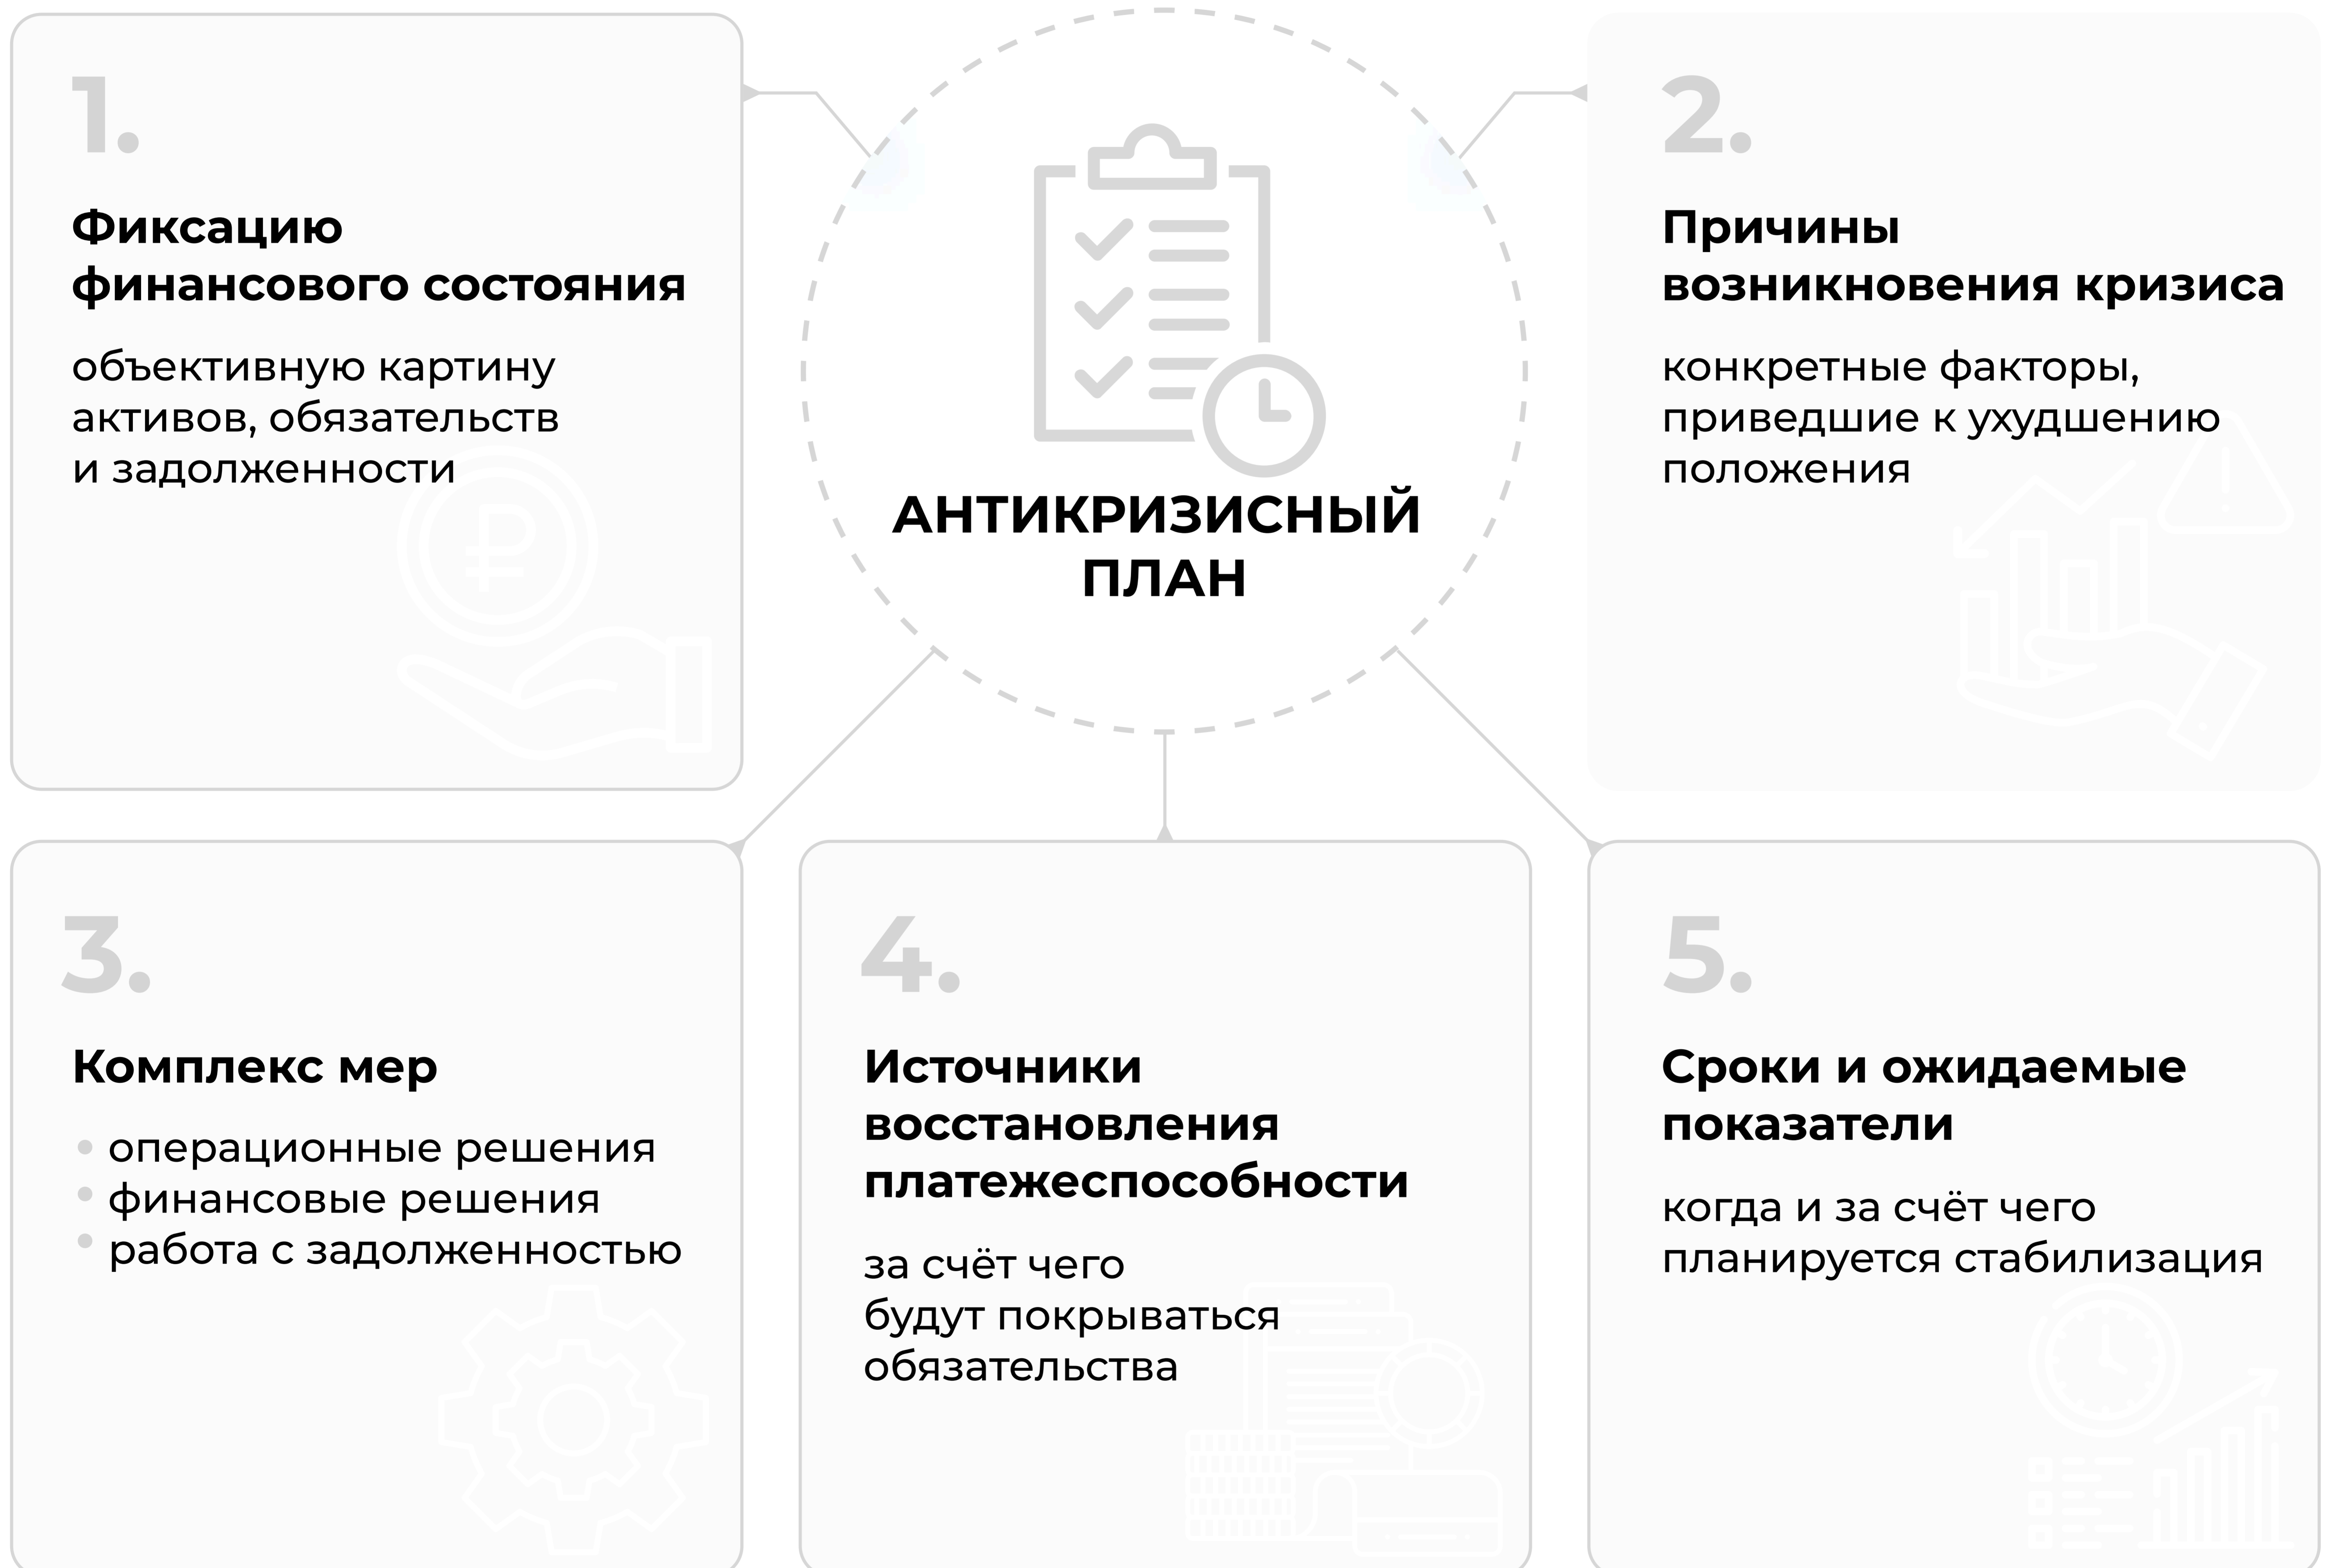 1.
Фиксацию
финансового состояния
объективную картину
активов, обязательств
и задолженности
АНТИКРИЗИСНЫЙ
ПЛАН
2.
Причины
возникновения кризиса
конкретные факторы,
приведшие к ухудшению
положения
3.
Комплекс мер
операционные решения
финансовые решения
работа с задолженностью
4.
Источники
восстановления
платежеспособности
за счёт чего
будут покрываться
обязательства
5.
Сроки и ожидаемые
показатели
когда и за счёт чего
планируется стабилизация